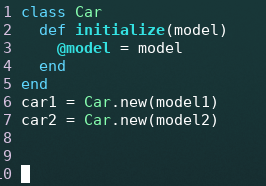 1 class Car
2   def initialize(model)
3     @model = model
4   end
5 end
6 car1 = Car.new(model1)
7 car2 = Car.new(model2)
8
9
10